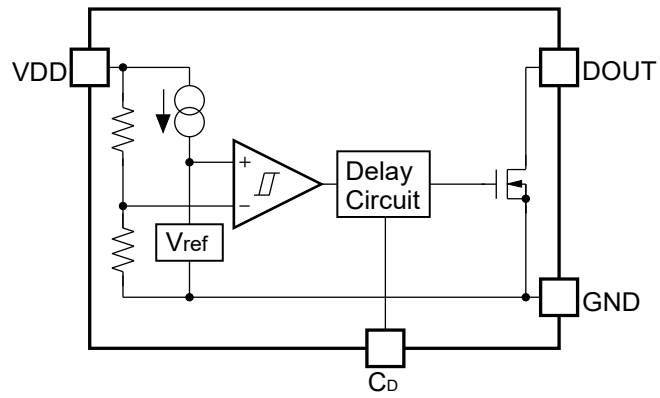 VDD
DOUT
+
−
Delay
Circuit
Vref
GND
CD